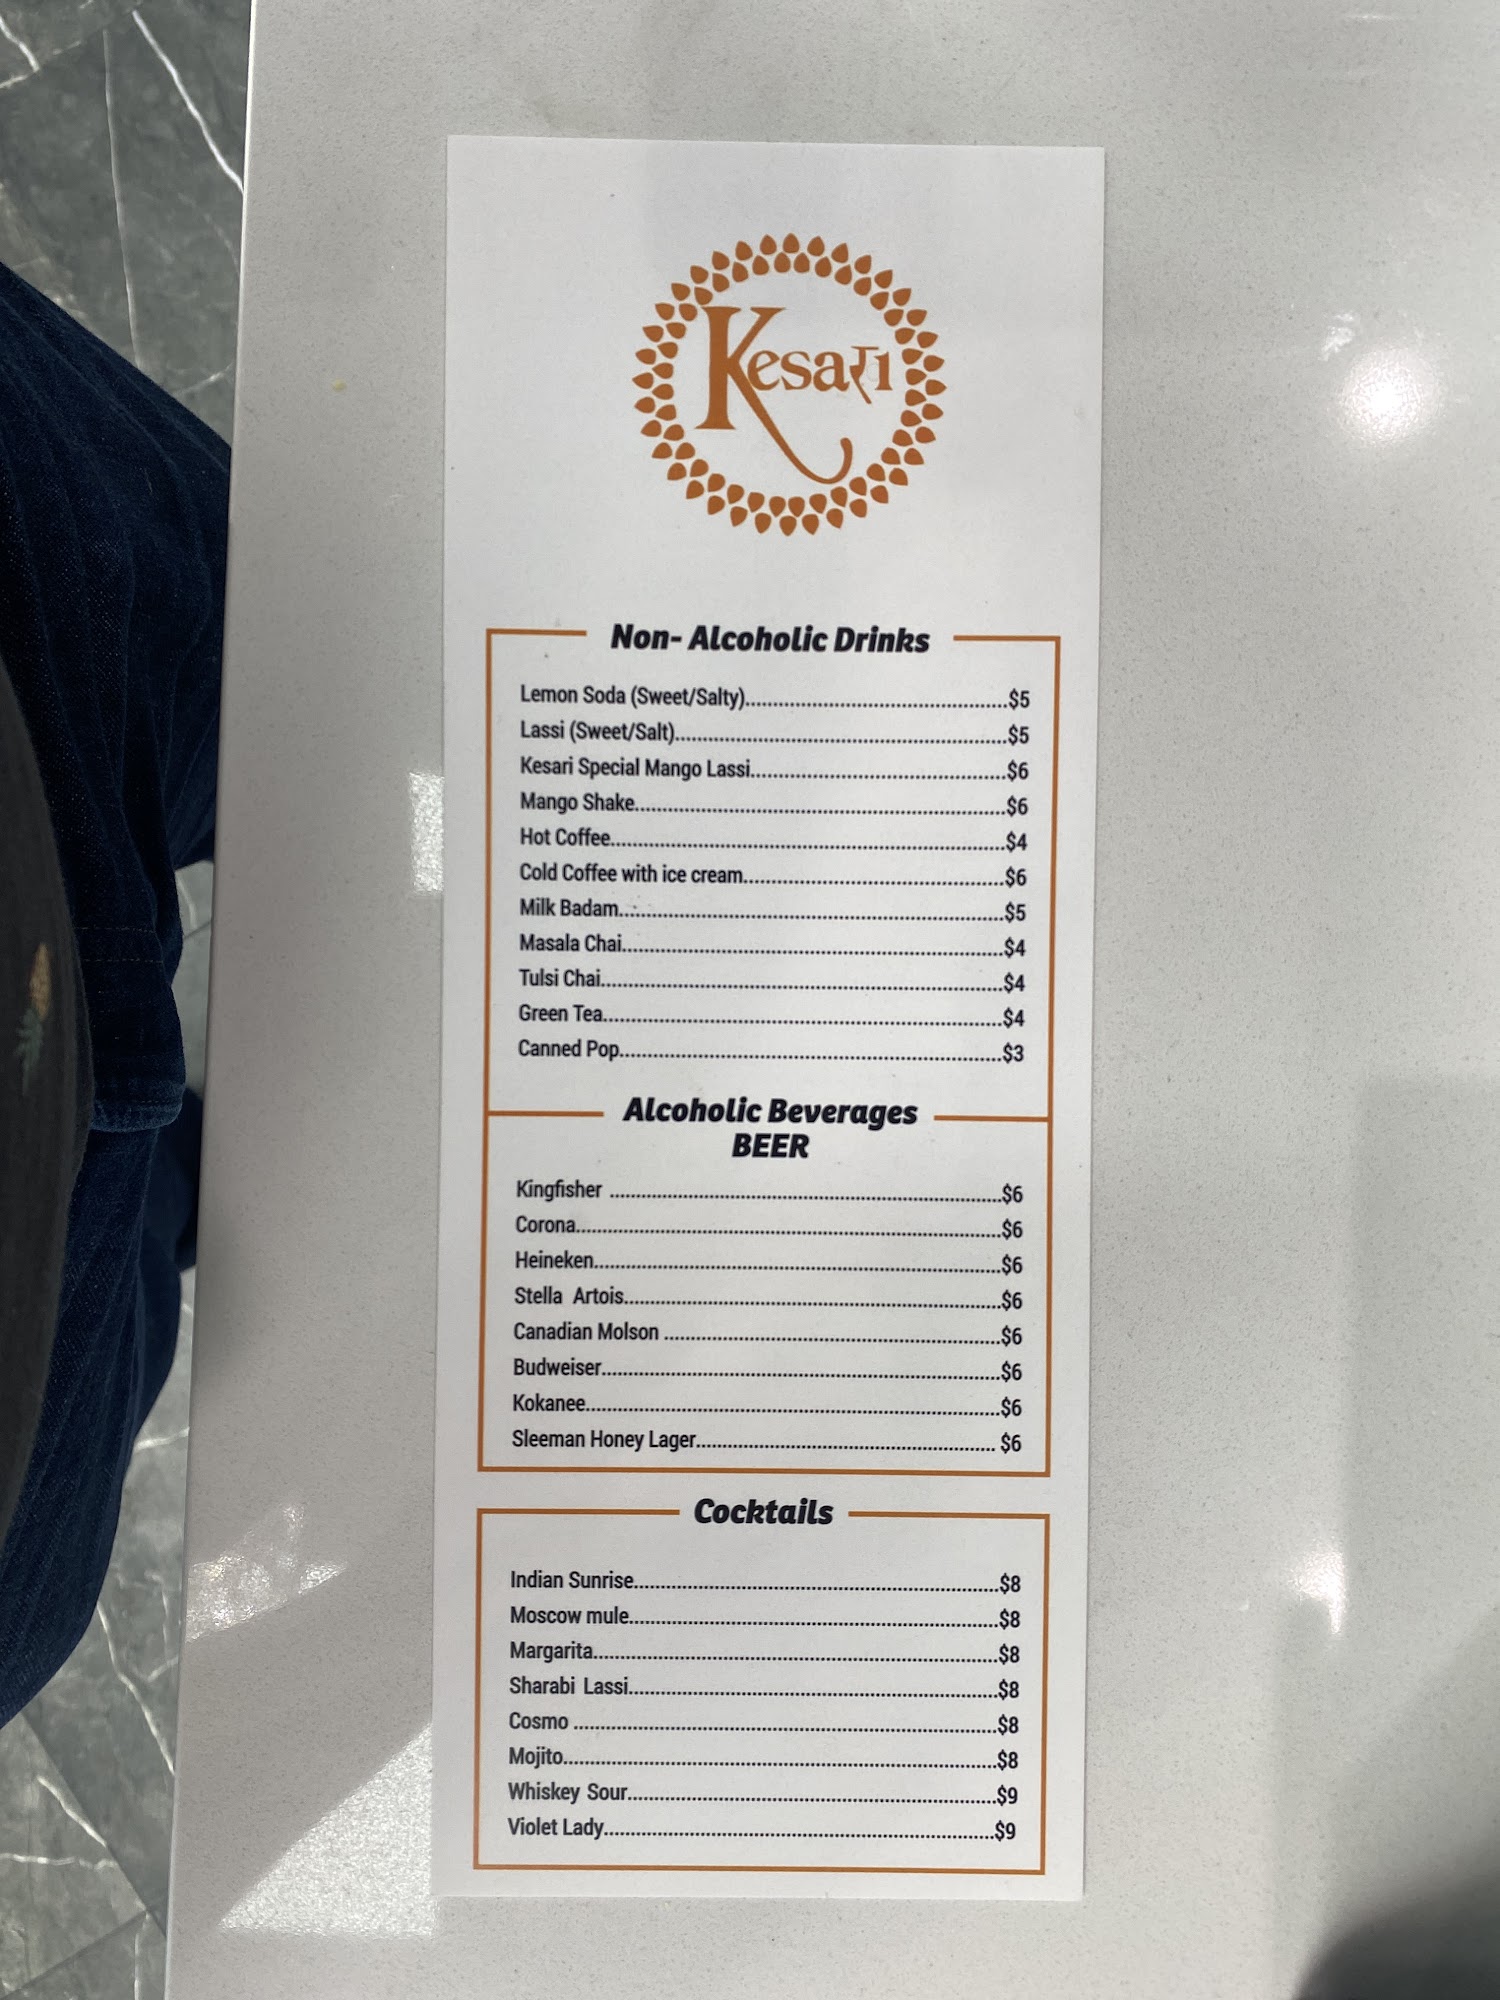 Kesarी
Non- Alcoholic Drinks
Lemon Soda (Sweet/Salty)..........................................$5
Lassi (Sweet/Salt)......................................................$5
Kesari Special Mango Lassi.........................................$6
Mango Shake............................................................$6
Hot Coffee................................................................$4
Cold Coffee with ice cream..........................................$6
Milk Badam..............................................................$5
Masala Chai..............................................................$4
Tulsi Chai.................................................................$4
Green Tea.................................................................$4
Canned Pop..............................................................$3
Alcoholic Beverages
BEER
Kingfisher ...............................................................$6
Corona.....................................................................$6
Heineken..................................................................$6
Stella Artois.............................................................$6
Canadian Molson ......................................................$6
Budweiser................................................................$6
Kokanee...................................................................$6
Sleeman Honey Lager................................................ $6
Cocktails
Indian Sunrise...........................................................$8
Moscow mule............................................................$8
Margarita..................................................................$8
Sharabi Lassi............................................................$8
Cosmo .....................................................................$8
Mojito......................................................................$8
Whiskey Sour............................................................$9
Violet Lady...............................................................$9